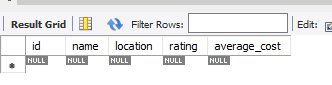 Result Grid Filter Rows: Edit:
id name location rating average_cost
NULL NULL NULL NULL NULL